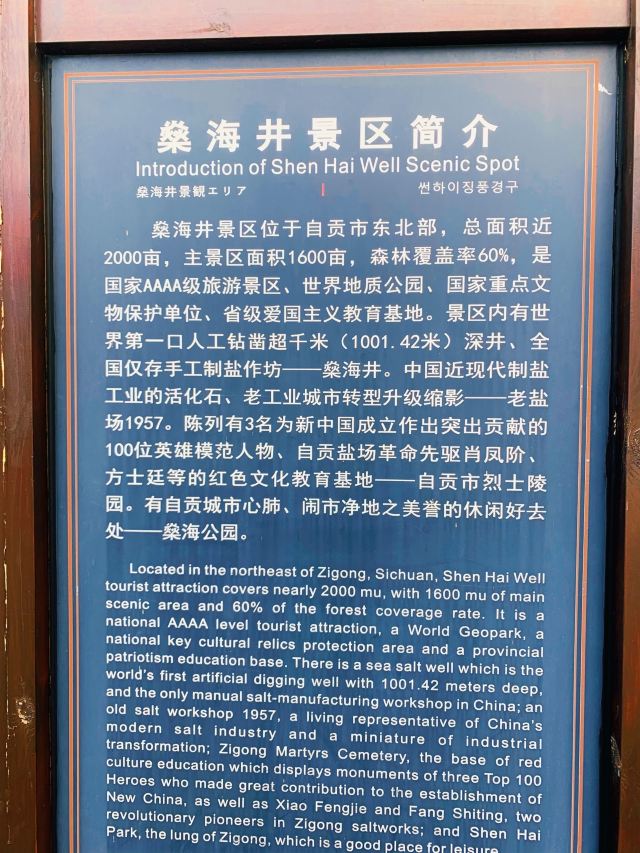 燊海井景区简介
Introduction of Shen Hai Well Scenic Spot
燊海井景観エリア
썬하이징풍경구
燊海井景区位于自贡市东北部，总面积近
2000亩，主景区面积1600亩，森林覆盖率60%，是
国家AAAA级旅游景区、世界地质公园、国家重点文
物保护单位、省级爱国主义教育基地。景区内有世
界第一口人工钻凿超千米（1001.42米）深井、全
国仅存手工制盐作坊——燊海井。中国近现代制盐
工业的活化石、老工业城市转型升级缩影——老盐
场1957。陈列有3名为新中国成立作出突出贡献的
100位英雄模范人物、自贡盐场革命先驱肖凤阶、
方士廷等的红色文化教育基地——自贡市烈士陵
园。有自贡城市心肺、闹市净地之美誉的休闲好去
处——燊海公园。
Located in the northeast of Zigong, Sichuan, Shen Hai Well
tourist attraction covers nearly 2000 mu, with 1600 mu of main
scenic area and 60% of the forest coverage rate. It is a
national AAAA level tourist attraction, a World Geopark, a
national key cultural relics protection area and a provincial
patriotism education base. There is a sea salt well which is the
world's first artificial digging well with 1001.42 meters deep,
and the only manual salt-manufacturing workshop in China; an
old salt workshop 1957, a living representative of China's
modern salt industry and a miniature of industrial
transformation; Zigong Martyrs Cemetery, the base of red
culture education which displays monuments of three Top 100
Heroes who made great contribution to the establishment of
New China, as well as Xiao Fengjie and Fang Shiting, two
revolutionary pioneers in Zigong saltworks; and Shen Hai
Park, the lung of Zigong, which is a good place for leisure